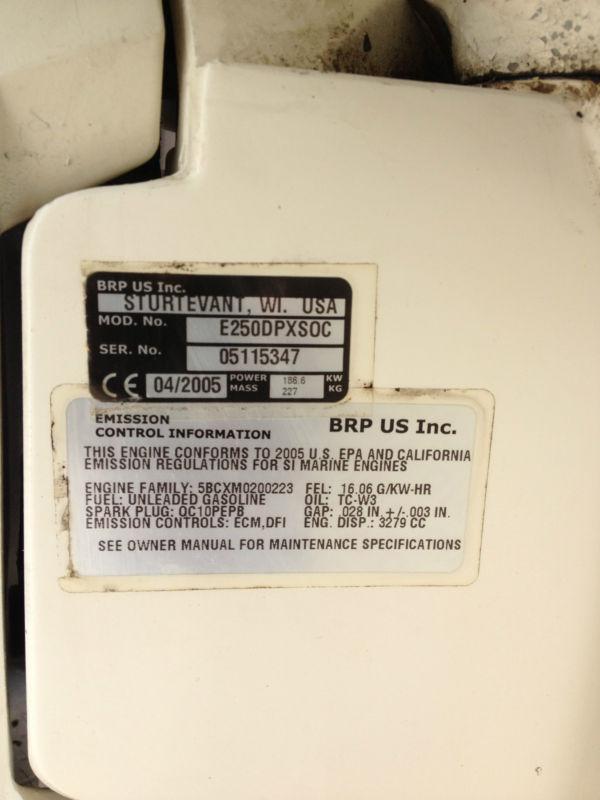 BRP US Inc.
STURTEVANT, WI. USA
MOD. No. E250DPXSOC
SER. No. 05115347
CE 04/2005 POWER 186.6 KW
MASS 227 KG
EMISSION
CONTROL INFORMATION BRP US Inc.
THIS ENGINE CONFORMS TO 2005 U.S. EPA AND CALIFORNIA
EMISSION REGULATIONS FOR SI MARINE ENGINES
ENGINE FAMILY: 5BCXM0200223 FEL: 16.06 G/KW-HR
FUEL: UNLEADED GASOLINE OIL: TC-W3
SPARK PLUG: QC10PEPB GAP: .028 IN.+/-.003 IN.
EMISSION CONTROLS: ECM,DFI ENG. DISP.: 3279 CC
SEE OWNER MANUAL FOR MAINTENANCE SPECIFICATIONS